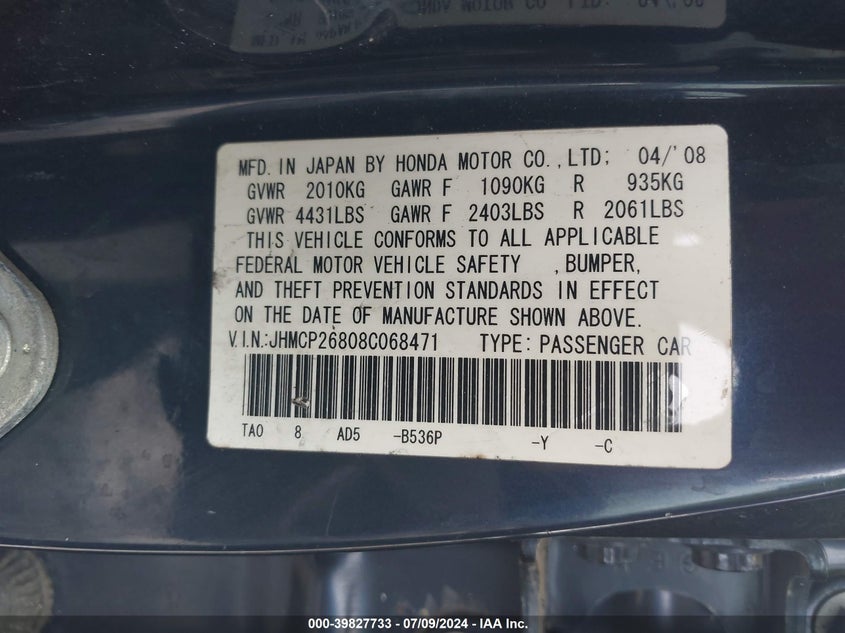 MFD. IN JAPAN BY HONDA MOTOR CO., LTD; 04/'08
GVWR 2010KG GAWR F 1090KG R 935KG
GVWR 4431LBS GAWR F 2403LBS R 2061LBS
THIS VEHICLE CONFORMS TO ALL APPLICABLE
FEDERAL MOTOR VEHICLE SAFETY , BUMPER,
AND THEFT PREVENTION STANDARDS IN EFFECT
ON THE DATE OF MANUFACTURE SHOWN ABOVE.
V.I.N.:JHMCP26808C068471 TYPE: PASSENGER CAR
TA0 8 AD5 -B536P -Y -C
000-39827733 - 07/09/2024 - IAA Inc.